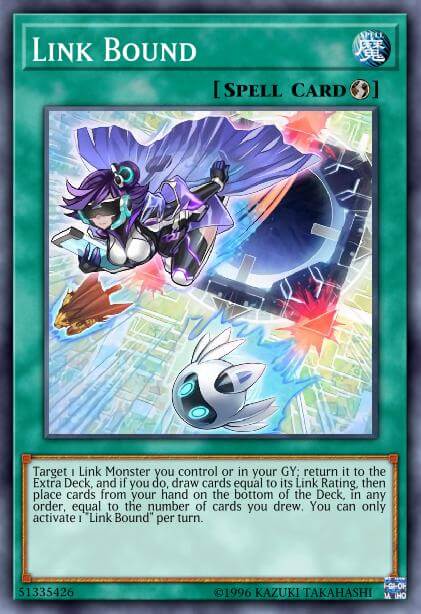 LINK BOUND
SPELL
魔
[SPELL CARD]
Target 1 Link Monster you control or in your GY; return it to the
Extra Deck, and if you do, draw cards equal to its Link Rating, then
place cards from your hand on the bottom of the Deck, in any
order, equal to the number of cards you drew. You can only
activate 1 "Link Bound" per turn.
51335426
©1996 KAZUKI TAKAHASHI